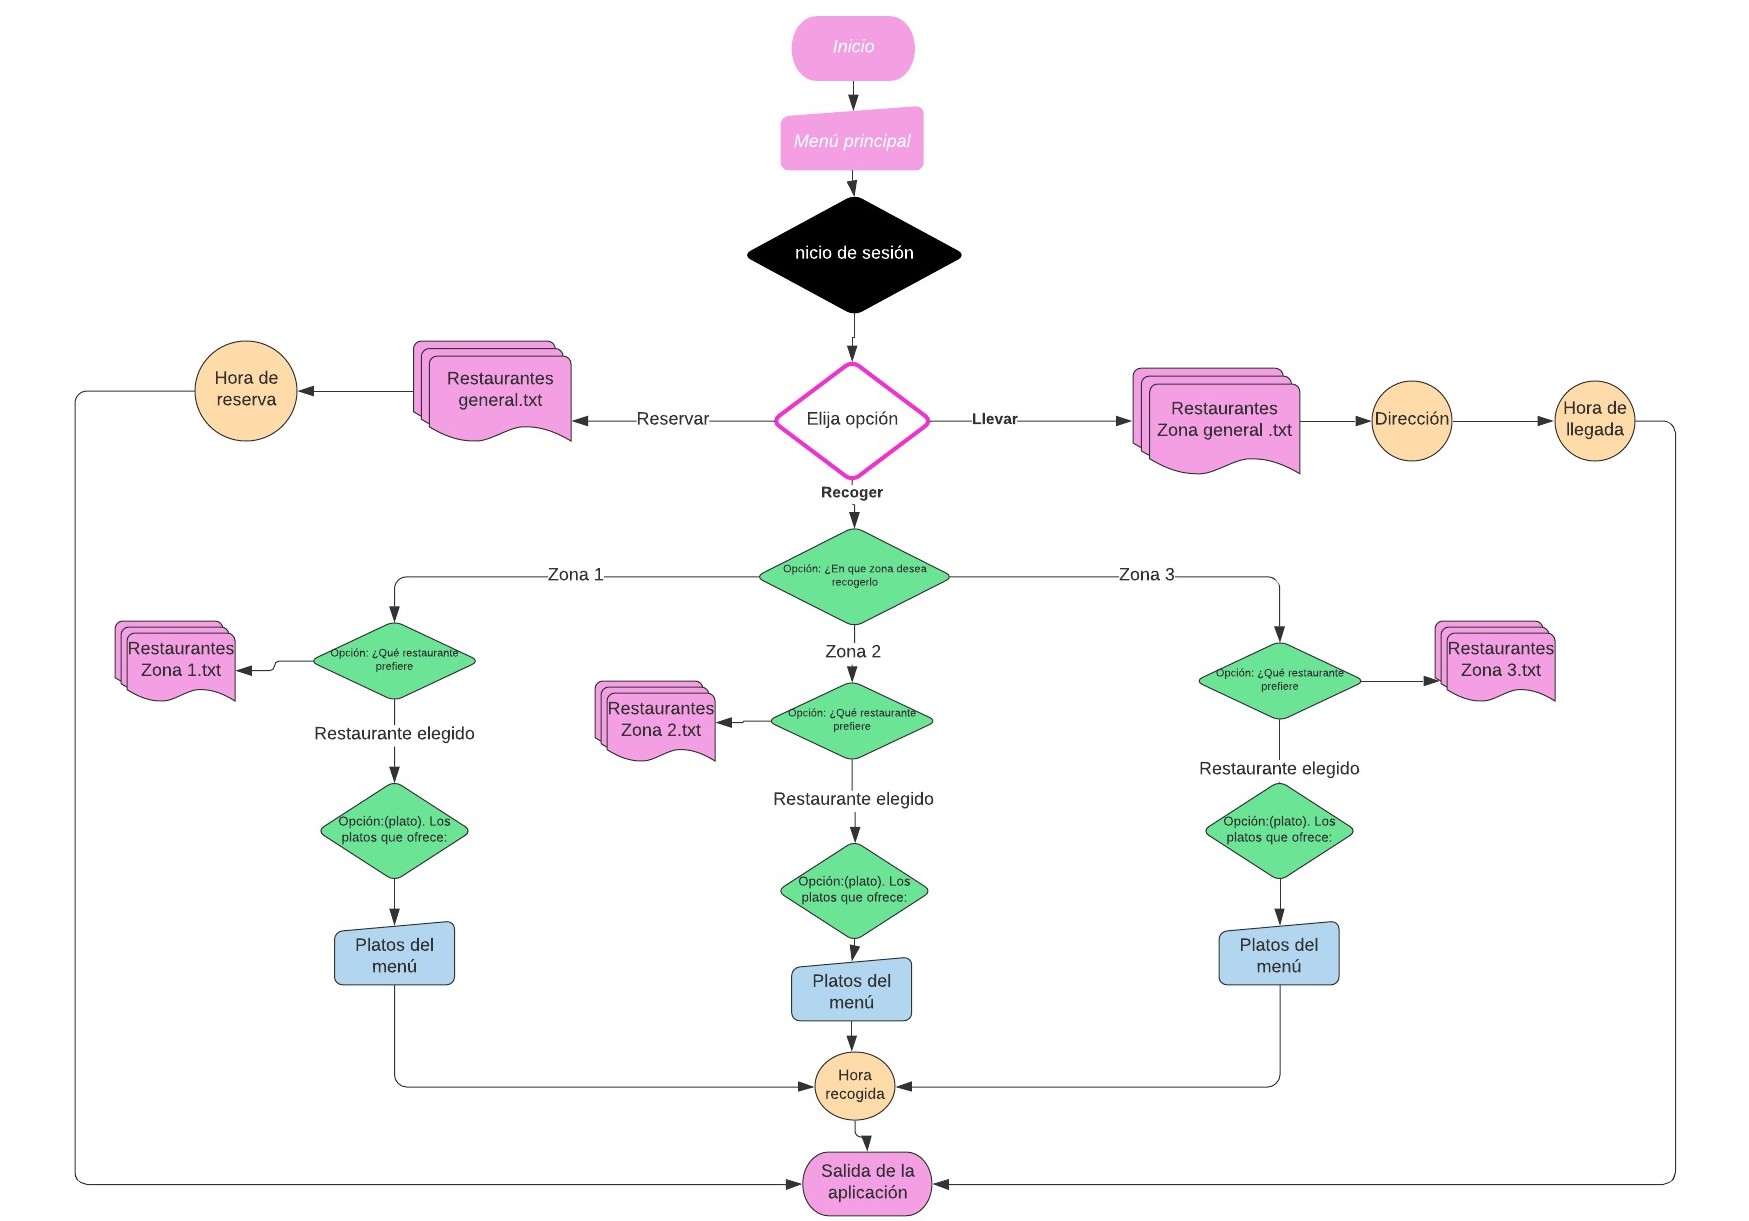 Inicio
Menú principal
nicio de sesión
Hora de
reserva
Restaurantes
general.txt
Reservar
Elija opción
Llevar
Restaurantes
Zona general .txt
Dirección
Hora de
llegada
Recoger
Opción: ¿En que zona desea
recogerlo
Zona 1
Zona 3
Zona 2
Restaurantes
Zona 1.txt
Opción: ¿Qué restaurante
prefiere
Restaurantes
Zona 2.txt
Opción: ¿Qué restaurante
prefiere
Opción: ¿Qué restaurante
prefiere
Restaurantes
Zona 3.txt
Restaurante elegido
Restaurante elegido
Restaurante elegido
Opción:(plato). Los
platos que ofrece:
Opción:(plato). Los
platos que ofrece:
Opción:(plato). Los
platos que ofrece:
Platos del
menú
Platos del
menú
Platos del
menú
Hora
recogida
Salida de la
aplicación